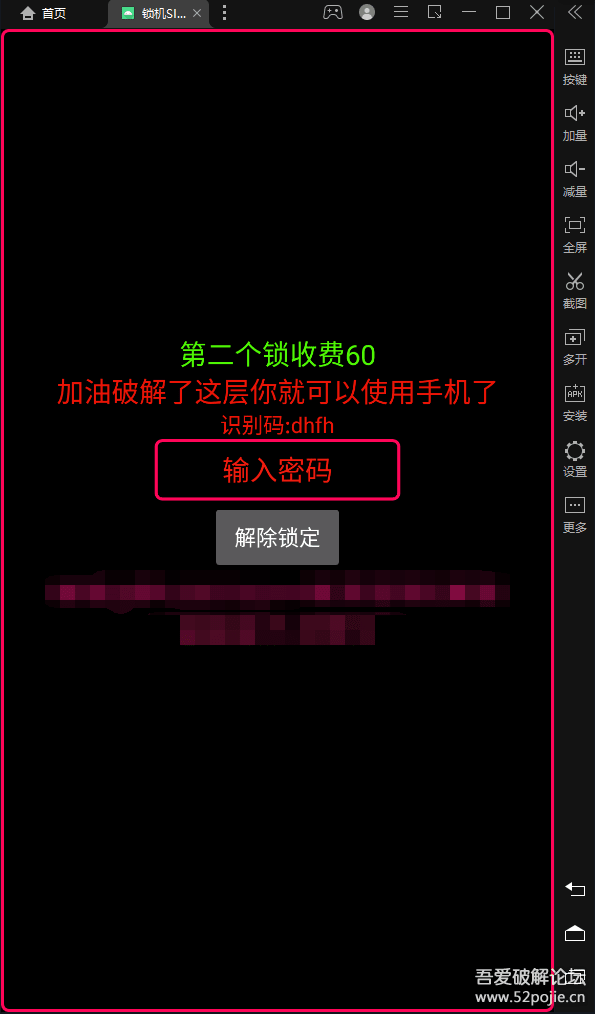 首页
锁机SI...
按键
加量
减量
全屏
截图
多开
APK
安装
设置
更多
第二个锁收费60
加油破解了这层你就可以使用手机了
识别码:dhfh
输入密码
解除锁定
吾爱破解论坛
www.52pojie.cn